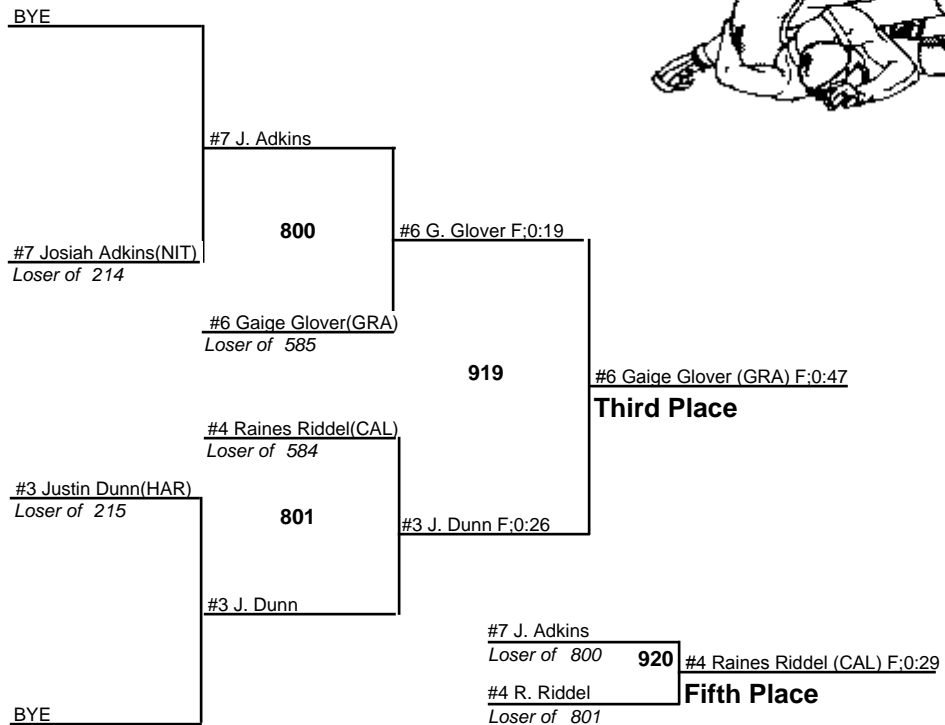 BYE
#7 J. Adkins
800
#6 G. Glover F;0:19
#7 Josiah Adkins(NIT)
Loser of 214
#6 Gaige Glover(GRA)
Loser of 585
919
#6 Gaige Glover (GRA) F;0:47
Third Place
#4 Raines Riddel(CAL)
Loser of 584
#3 Justin Dunn(HAR)
Loser of 215
801
#3 J. Dunn F;0:26
#3 J. Dunn
#7 J. Adkins
Loser of 800
920
#4 Raines Riddel (CAL) F;0:29
Fifth Place
#4 R. Riddel
Loser of 801
BYE